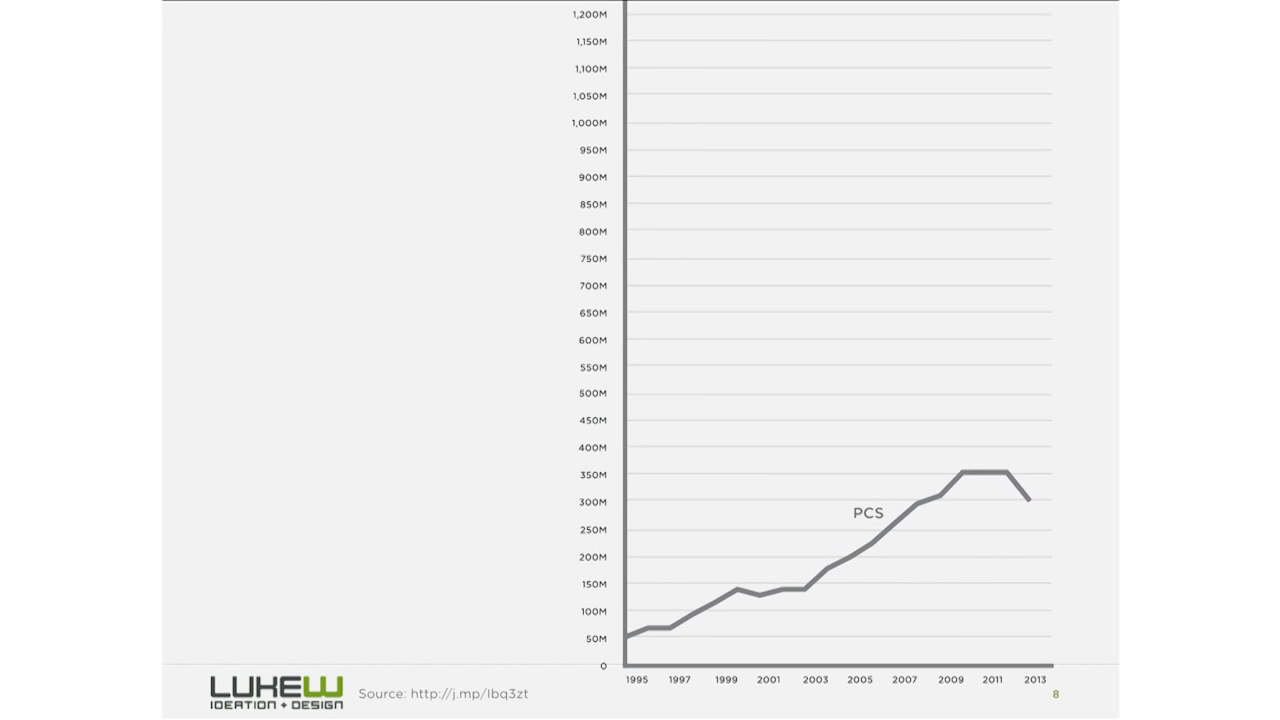 1,200M
1,150M
1,100M
1,050M
1,000M
950M
900M
850M
800M
750M
700M
650M
600M
550M
500M
450M
400M
350M
300M
PCS
250M
200M
150M
100M
50M
0
1995 1997 1999 2001 2003 2005 2007 2009 2011 2013
LUKEW
IDEATION + DESIGN
Source: http://j.mp/lbq3zt
8